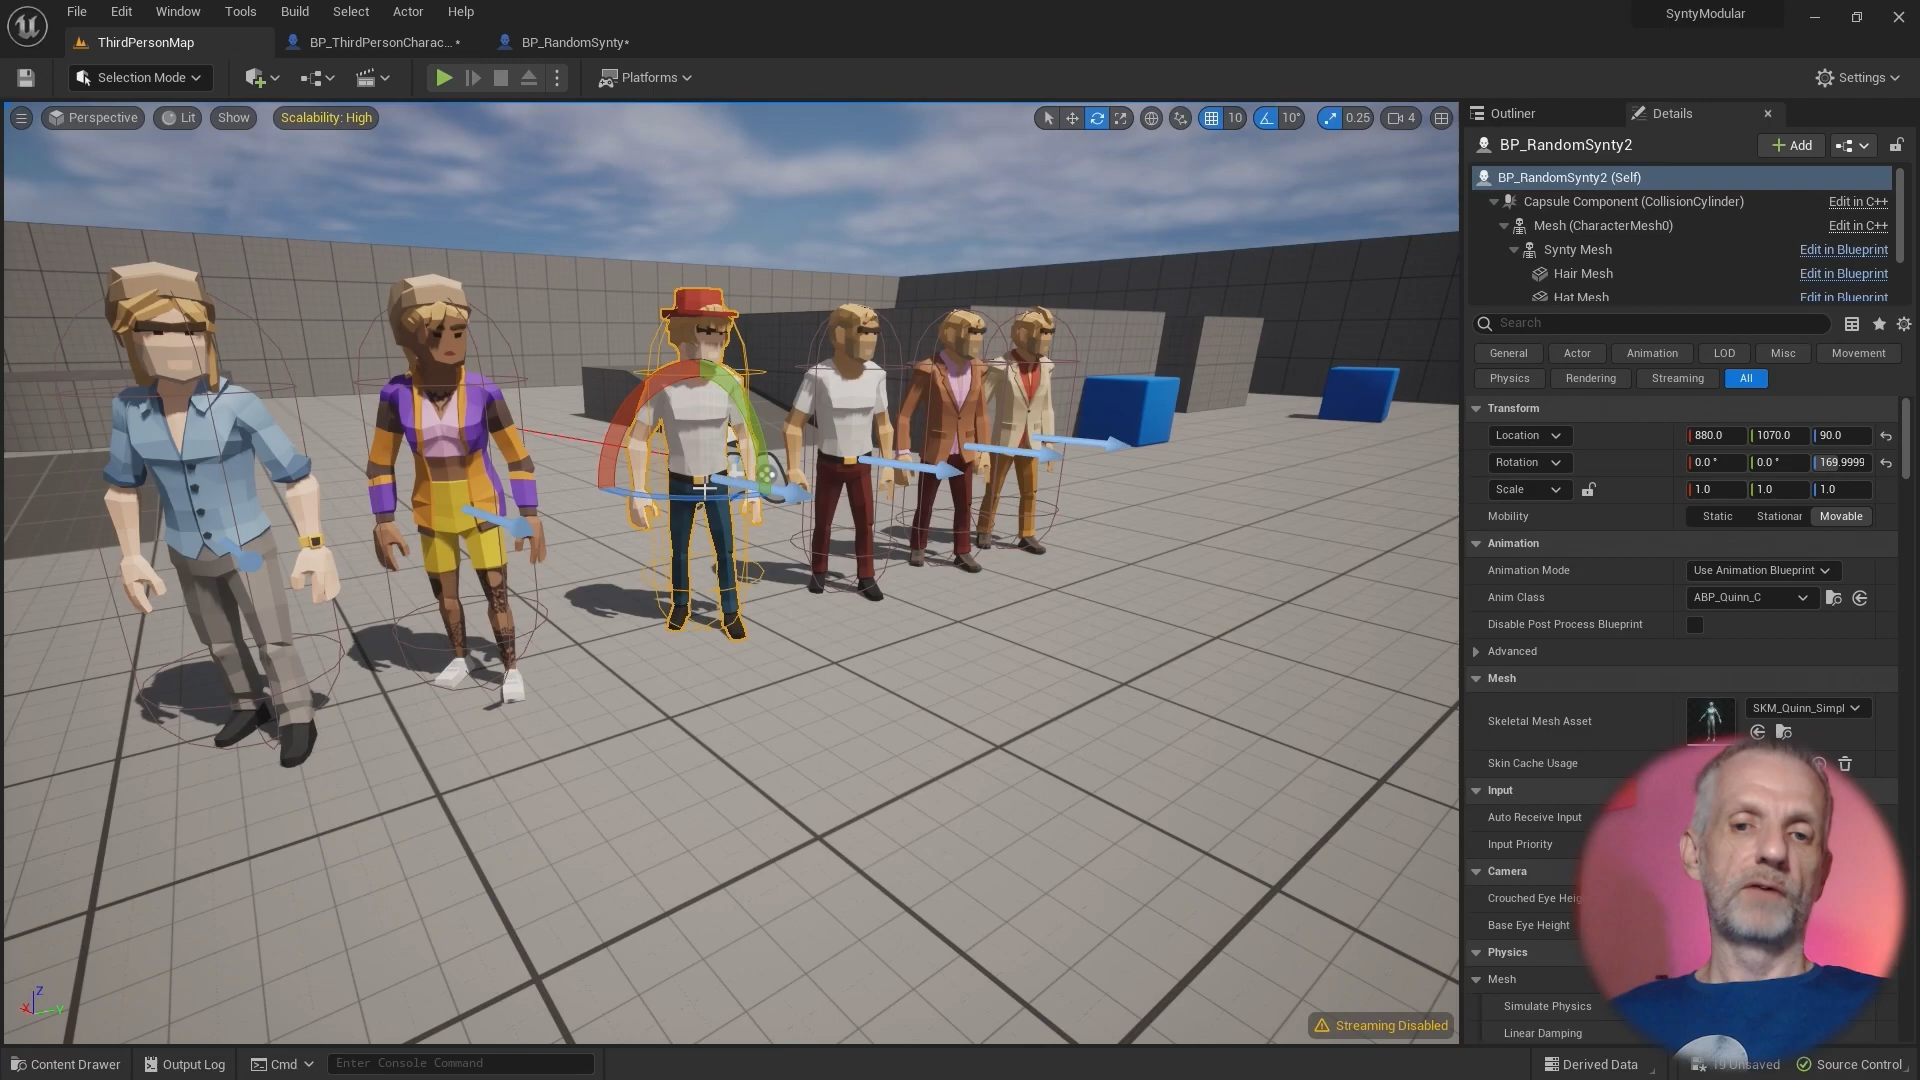 File Edit Window Tools Build Select Actor Help
SyntyModular
ThirdPersonMap
BP_ThirdPersonCharac... *
BP_RandomSynty*
Selection Mode
Platforms
Settings
Perspective
Lit
Show
Scalability: High
10
10°
0.25
4
Outliner
Details
BP_RandomSynty2
Add
BP_RandomSynty2 (Self)
Capsule Component (CollisionCylinder) Edit in C++
Mesh (CharacterMesh0) Edit in C++
Synty Mesh Edit in Blueprint
Hair Mesh Edit in Blueprint
Hat Mesh Edit in Blueprint
Search
General Actor Animation LOD Misc Movement
Physics Rendering Streaming All
Transform
Location 880.0 1070.0 90.0
Rotation 0.0 ° 0.0 ° 169.9999
Scale 1.0 1.0 1.0
Mobility Static Stationar Movable
Animation
Animation Mode Use Animation Blueprint
Anim Class ABP_Quinn_C
Disable Post Process Blueprint
Advanced
Mesh
Skeletal Mesh Asset SKM_Quinn_Simpl
Skin Cache Usage
Input
Auto Receive Input
Input Priority
Camera
Crouched Eye Heig
Base Eye Height
Physics
Mesh
Simulate Physics
Linear Damping
Z
X
Y
Streaming Disabled
Content Drawer
Output Log
Cmd
Enter Console Command
Derived Data
19 Unsaved
Source Control